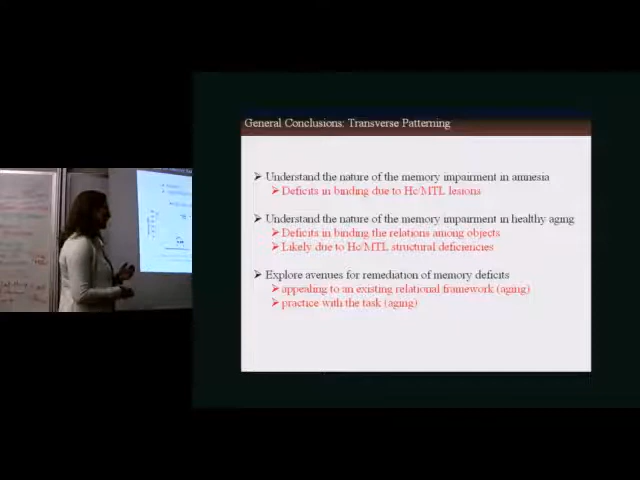 General Conclusions: Transverse Patterning
➢ Understand the nature of the memory impairment in amnesia
➢ Deficits in binding due to Hc/MTL lesions
➢ Understand the nature of the memory impairment in healthy aging
➢ Deficits in binding the relations among objects
➢ Likely due to Hc/MTL structural deficiencies
➢ Explore avenues for remediation of memory deficits
➢ appealing to an existing relational framework (aging)
➢ practice with the task (aging)